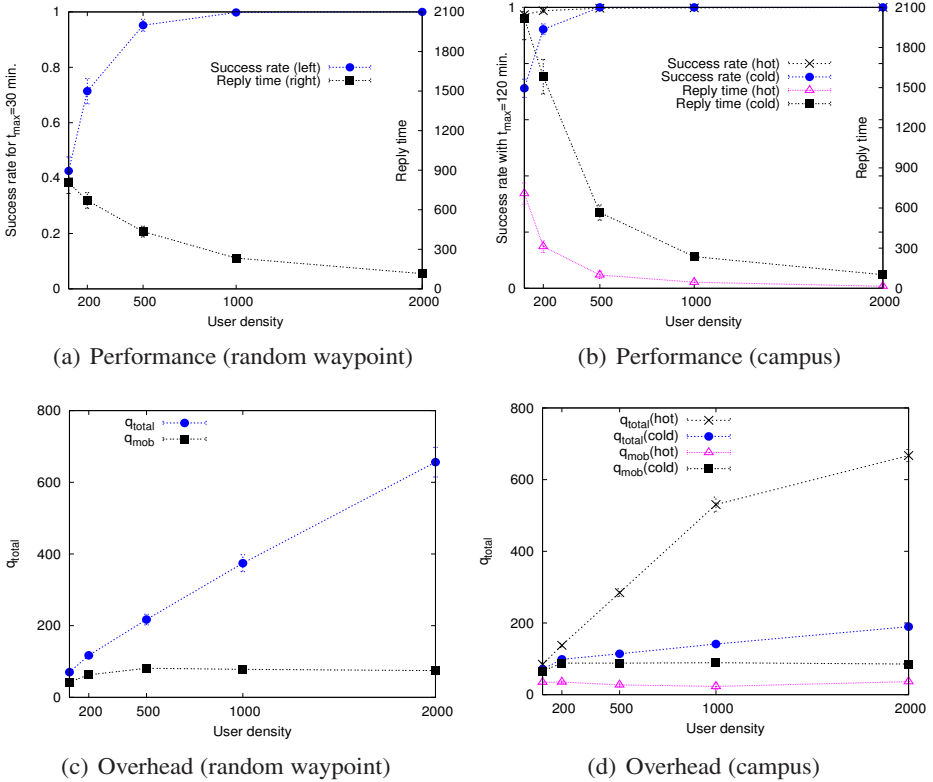 Success rate for t_max=30 min.
1
0.8
0.6
0.4
0.2
0
200
500
1000
2000
User density
2100
1800
1500
1200
900
600
300
0
Reply time
Success rate (left)
Reply time (right)
(a) Performance (random waypoint)
Success rate with t_max=120 min.
1
0
200
500
1000
2000
User density
2100
1800
1500
1200
900
600
300
0
Reply time
Success rate (hot)
Success rate (cold)
Reply time (hot)
Reply time (cold)
(b) Performance (campus)
q_total
800
600
400
200
0
200
500
1000
2000
User density
q_total
q_mob
(c) Overhead (random waypoint)
q_total
800
600
400
200
0
200
500
1000
2000
User density
q_total(hot)
q_total(cold)
q_mob(hot)
q_mob(cold)
(d) Overhead (campus)